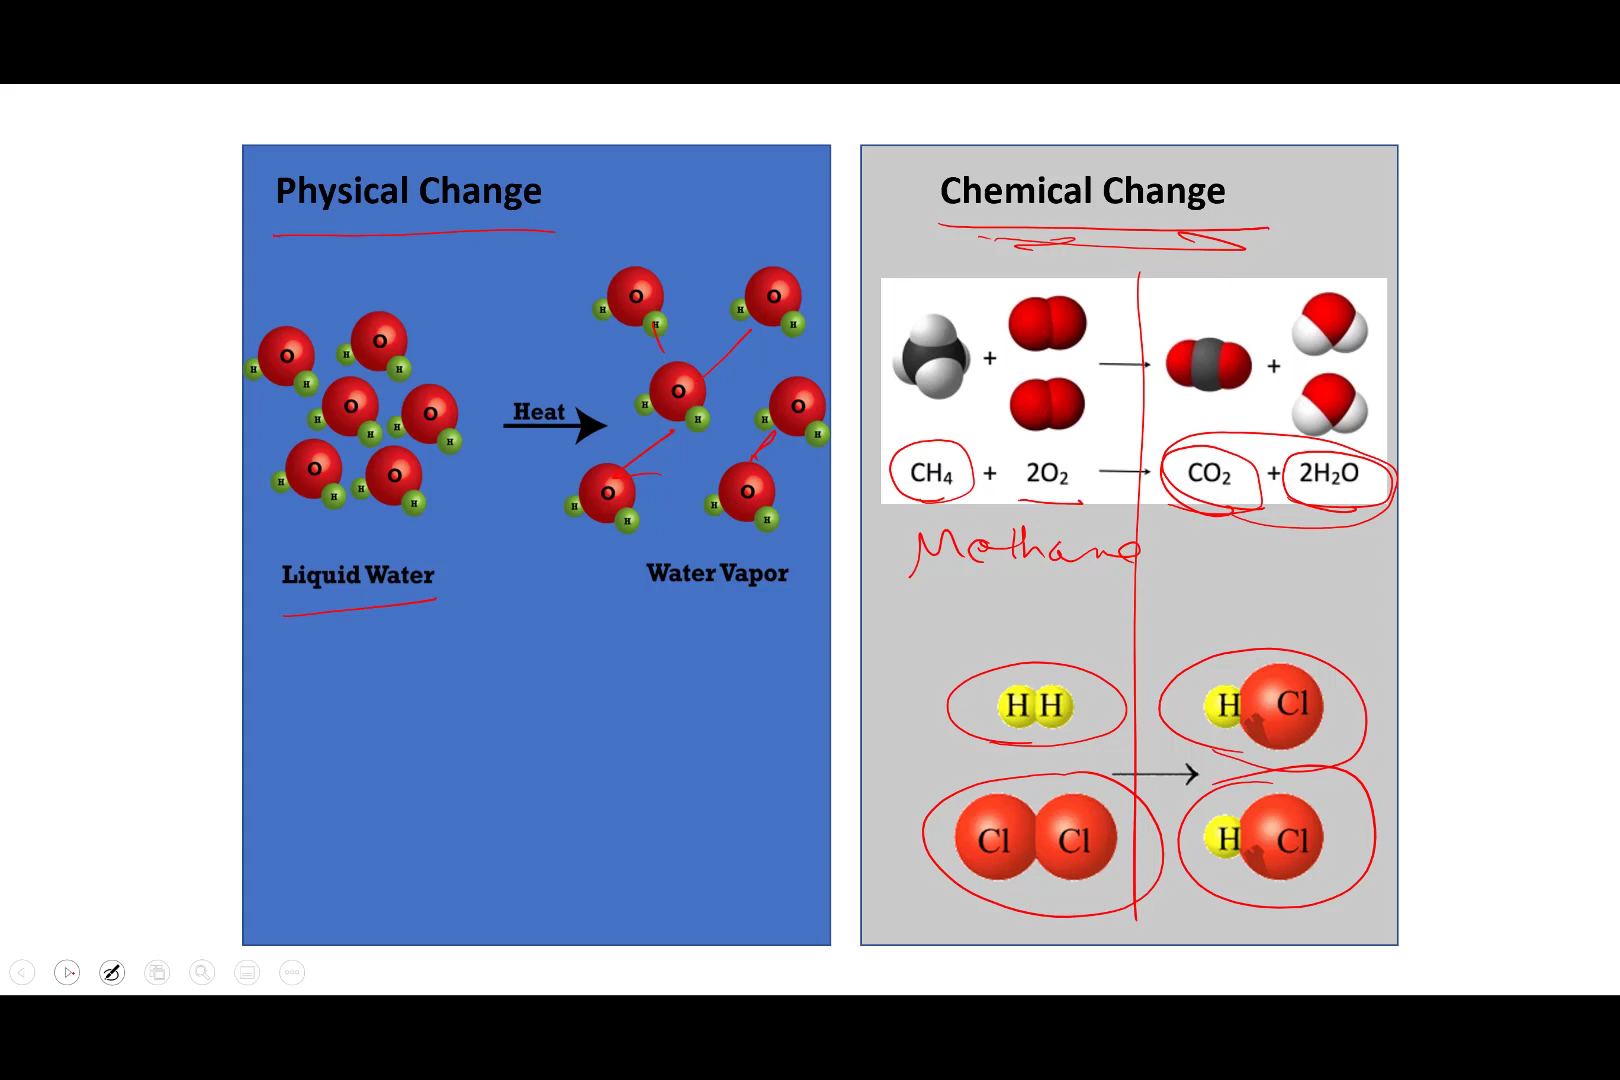 Physical Change
O H H
O H H
O H H
O H H
O H H
O H H
Heat
O H H
O H H
O H H
O H H
O H H
O H H
Liquid Water
Water Vapor
Chemical Change
+
+
CH₄ + 2O₂
CO₂ + 2H₂O
Methane
H H
Cl Cl
H Cl
H Cl